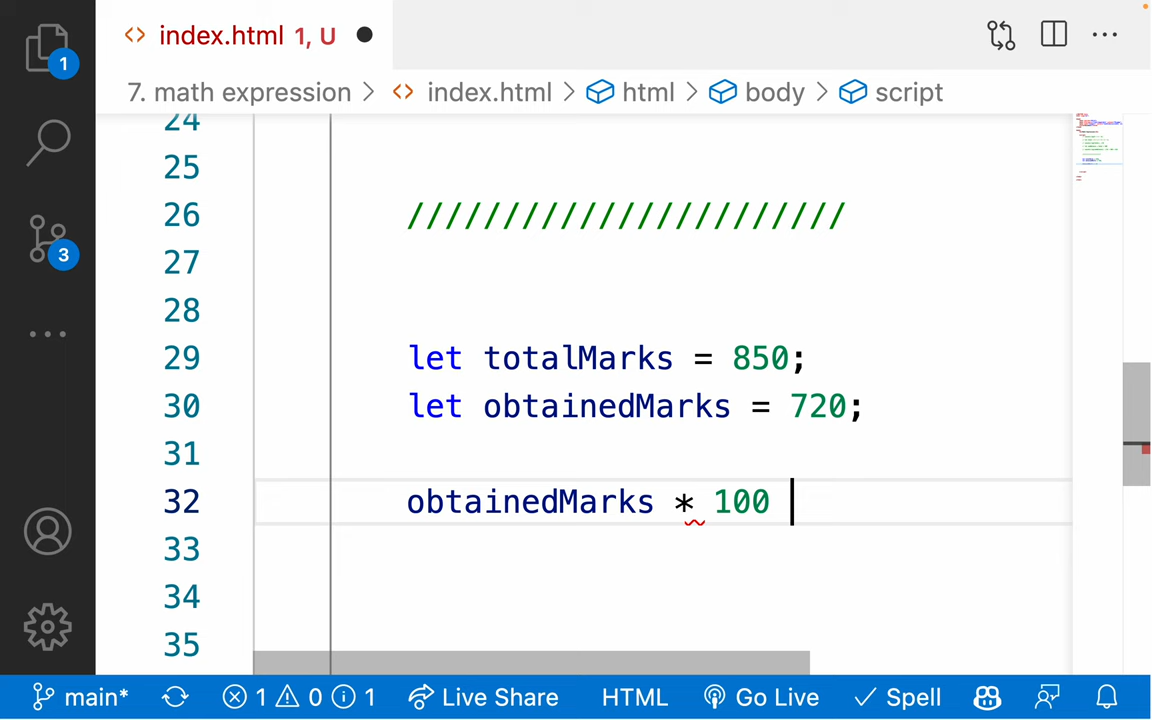 index.html 1, U
7. math expression > index.html > html > body > script
1
3
24
25
26 ///////////////////////
27
28
29 let totalMarks = 850;
30 let obtainedMarks = 720;
31
32 obtainedMarks * 100
33
34
35
main* 1 0 1 Live Share HTML Go Live Spell